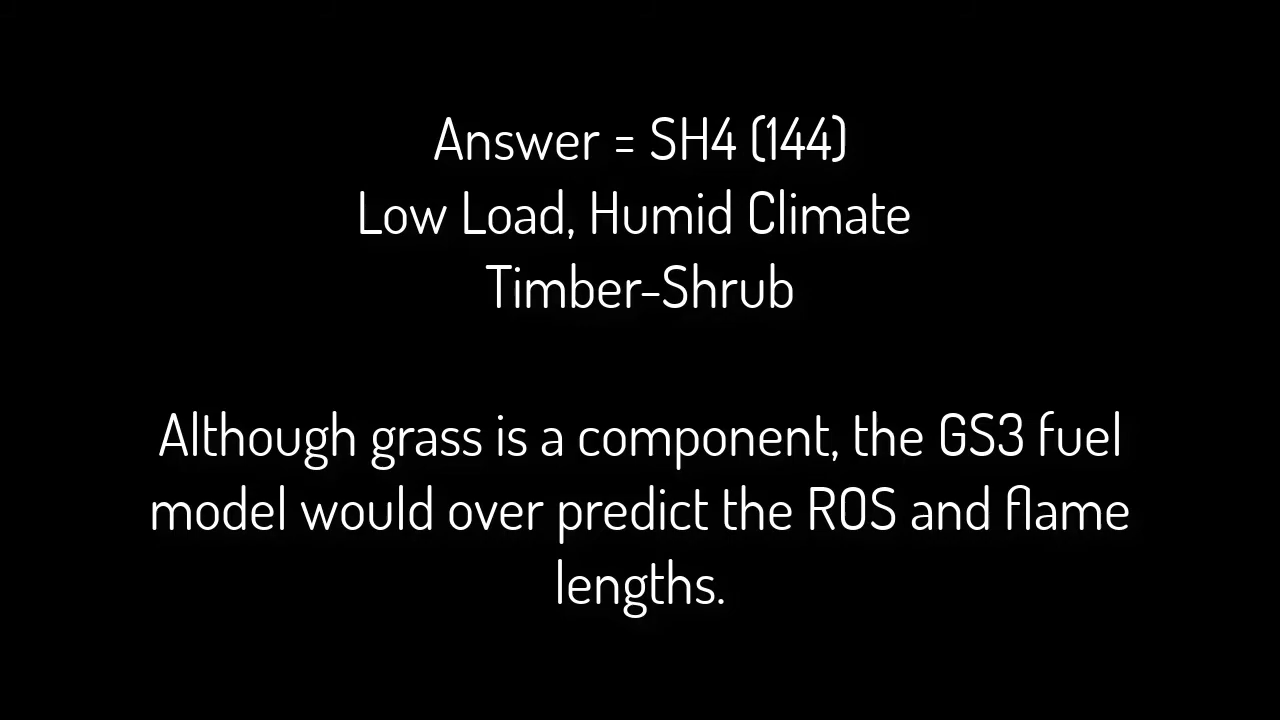 Answer = SH4 (144)
Low Load, Humid Climate
Timber-Shrub
Although grass is a component, the GS3 fuel
model would over predict the ROS and flame
lengths.